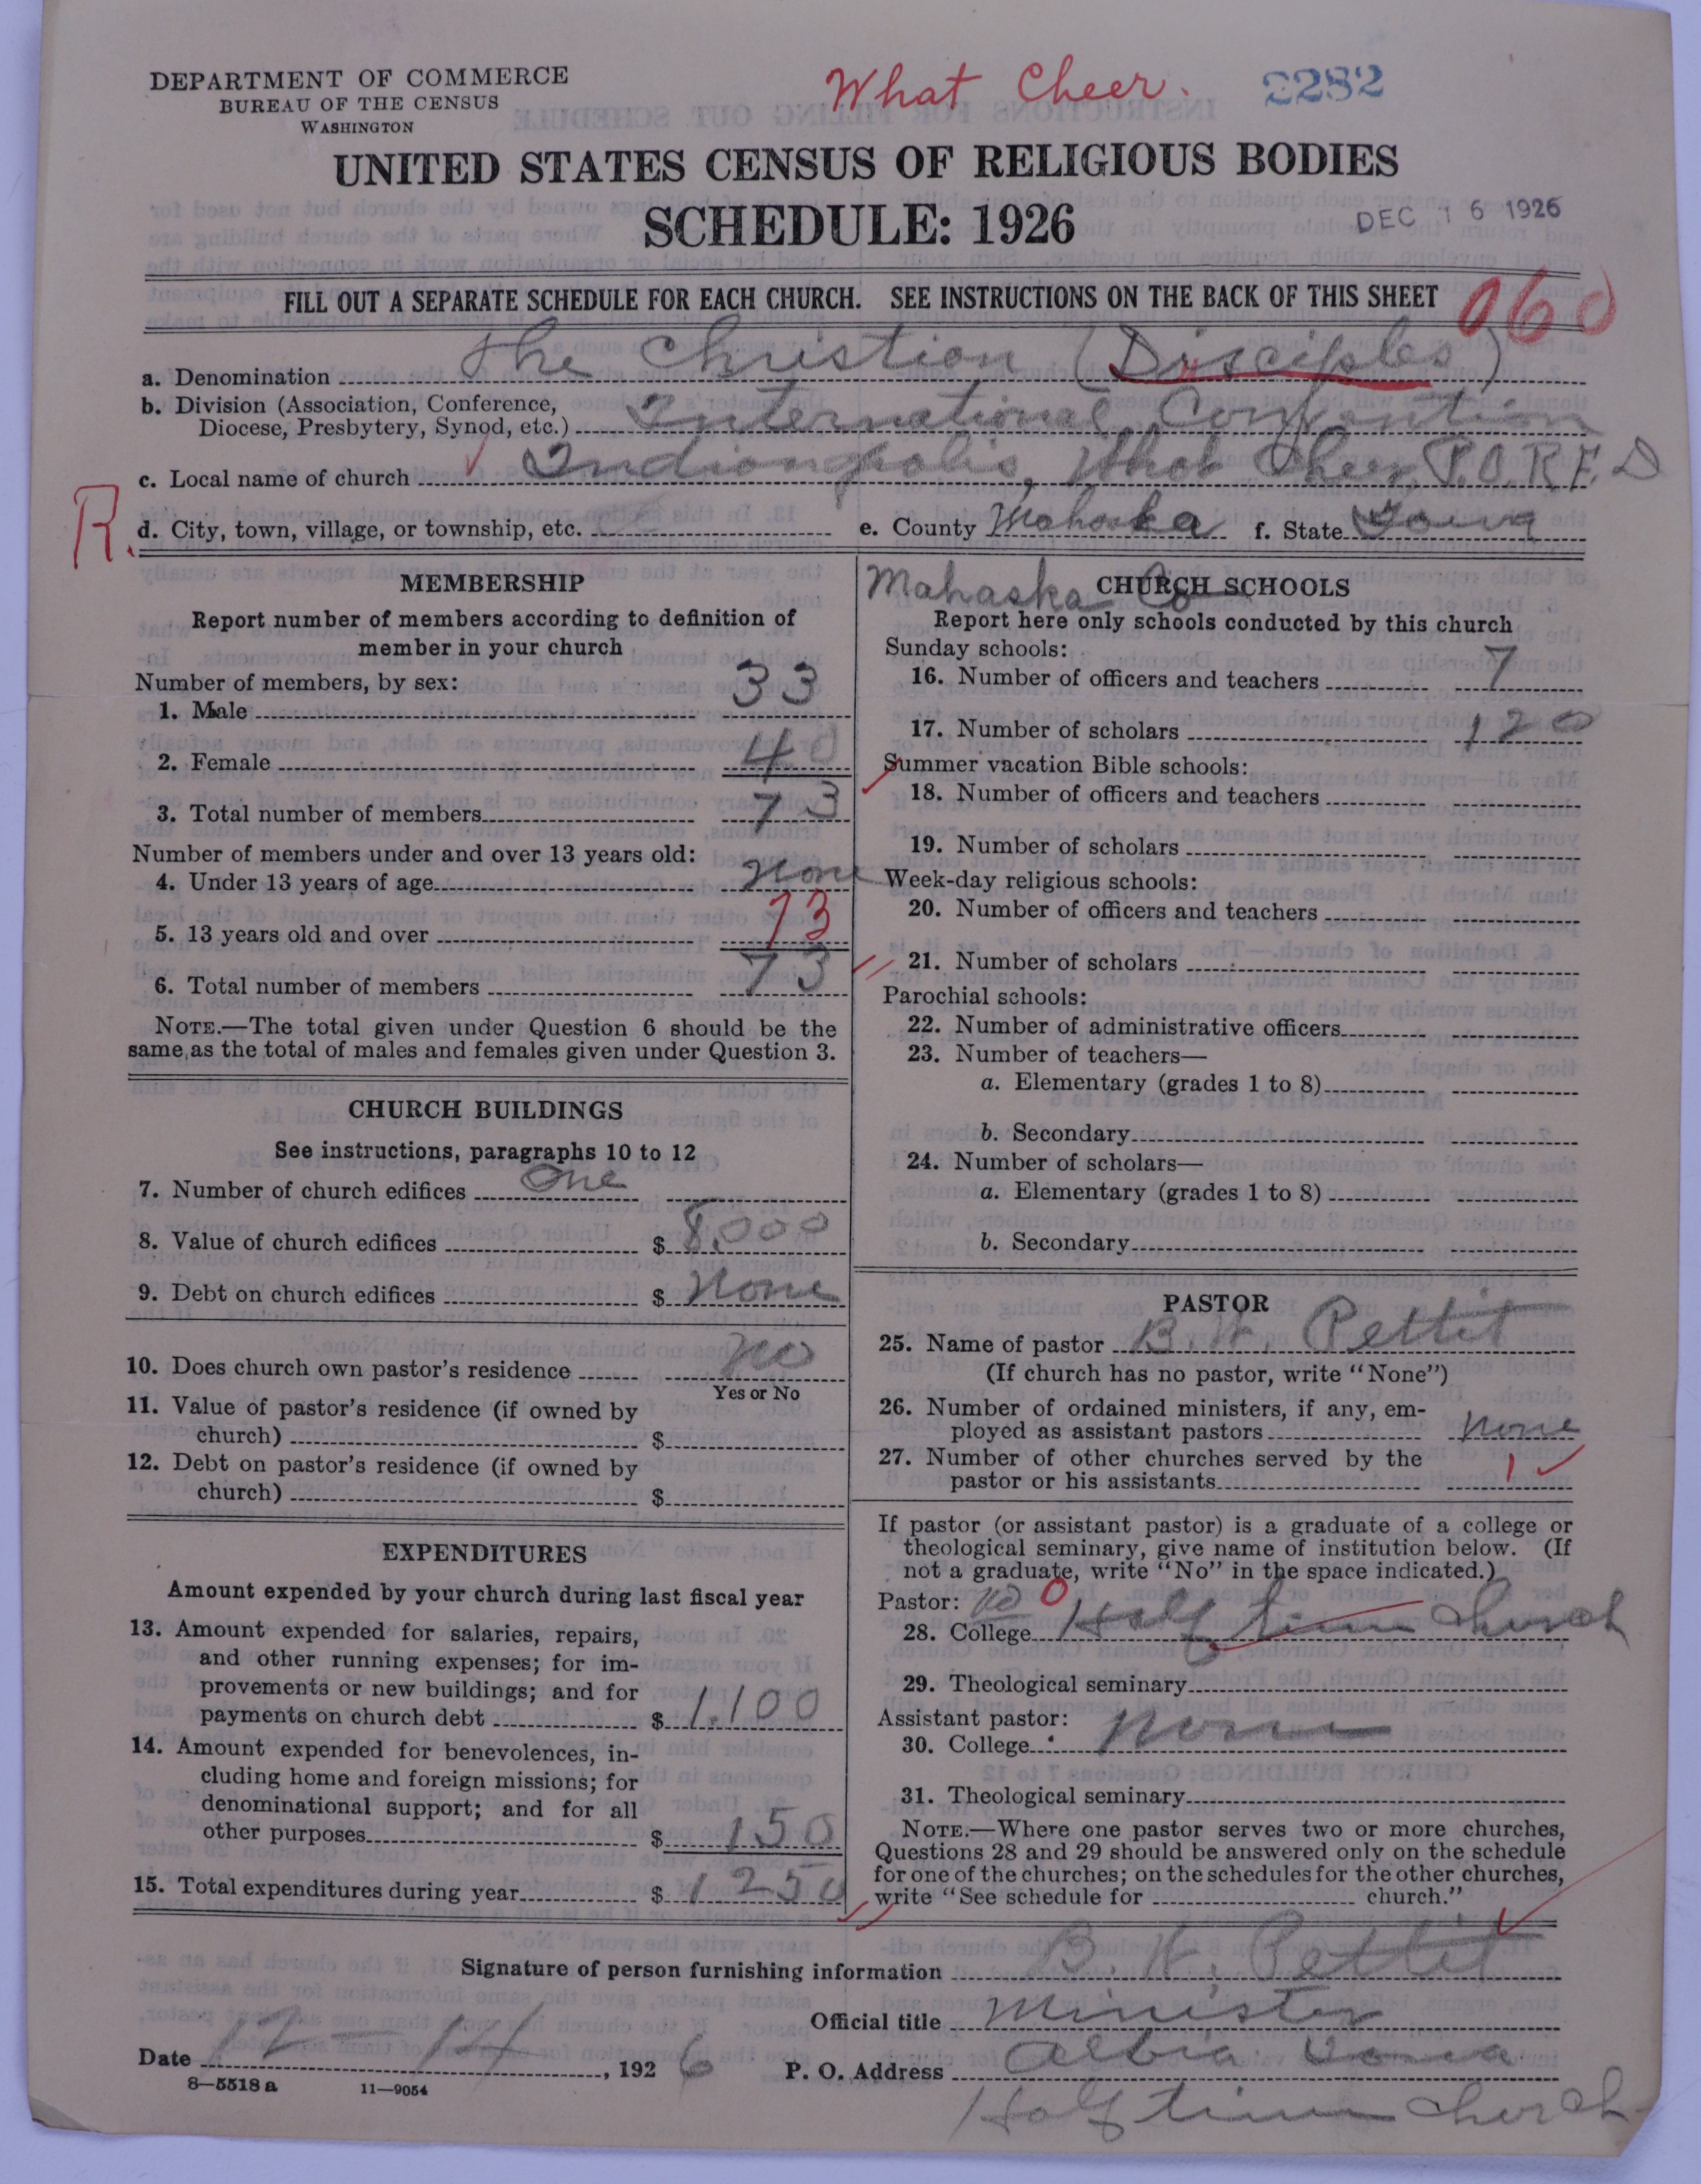 DEPARTMENT OF COMMERCE
BUREAU OF THE CENSUS
WASHINGTON
What Cheer.
2282
UNITED STATES CENSUS OF RELIGIOUS BODIES
SCHEDULE: 1926
DEC 16 1926
FILL OUT A SEPARATE SCHEDULE FOR EACH CHURCH. SEE INSTRUCTIONS ON THE BACK OF THIS SHEET
060
a. Denomination The Christion (Disciples)
b. Division (Association, Conference,
Diocese, Presbytery, Synod, etc.) International Convention
c. Local name of church Indionapolis, What Cheer, P.O. R.F.D
R.
d. City, town, village, or township, etc. e. County Mahaska f. State Iowa
MEMBERSHIP
Report number of members according to definition of
member in your church
Number of members, by sex:
1. Male 33
2. Female 40
3. Total number of members 73
Number of members under and over 13 years old:
4. Under 13 years of age none
5. 13 years old and over 73
6. Total number of members 73
NOTE.—The total given under Question 6 should be the
same as the total of males and females given under Question 3.
CHURCH BUILDINGS
See instructions, paragraphs 10 to 12
7. Number of church edifices One
8. Value of church edifices $ 8,000
9. Debt on church edifices $ None
10. Does church own pastor's residence No
Yes or No
11. Value of pastor's residence (if owned by
church) $
12. Debt on pastor's residence (if owned by
church) $
EXPENDITURES
Amount expended by your church during last fiscal year
13. Amount expended for salaries, repairs,
and other running expenses; for im-
provements or new buildings; and for
payments on church debt $ 1,100
14. Amount expended for benevolences, in-
cluding home and foreign missions; for
denominational support; and for all
other purposes $ 150
15. Total expenditures during year $ 1250
Mahaska Co
CHURCH SCHOOLS
Report here only schools conducted by this church
Sunday schools:
16. Number of officers and teachers 7
17. Number of scholars 120
Summer vacation Bible schools:
18. Number of officers and teachers
19. Number of scholars
Week-day religious schools:
20. Number of officers and teachers
21. Number of scholars
Parochial schools:
22. Number of administrative officers
23. Number of teachers—
a. Elementary (grades 1 to 8)
b. Secondary
24. Number of scholars—
a. Elementary (grades 1 to 8)
b. Secondary
PASTOR
25. Name of pastor B. W. Pettit
(If church has no pastor, write "None")
26. Number of ordained ministers, if any, em-
ployed as assistant pastors none
27. Number of other churches served by the
pastor or his assistants 1
If pastor (or assistant pastor) is a graduate of a college or
theological seminary, give name of institution below. (If
not a graduate, write "No" in the space indicated.)
Pastor: No 0
28. College Half time church
29. Theological seminary
Assistant pastor:
30. College None
31. Theological seminary
NOTE.—Where one pastor serves two or more churches,
Questions 28 and 29 should be answered only on the schedule
for one of the churches; on the schedules for the other churches,
write "See schedule for church."
Signature of person furnishing information B. W. Pettit
Official title Minister
Date 12 - 14, 1926 P. O. Address Albia Iowa
8—5518 a 11—9054
Half time church